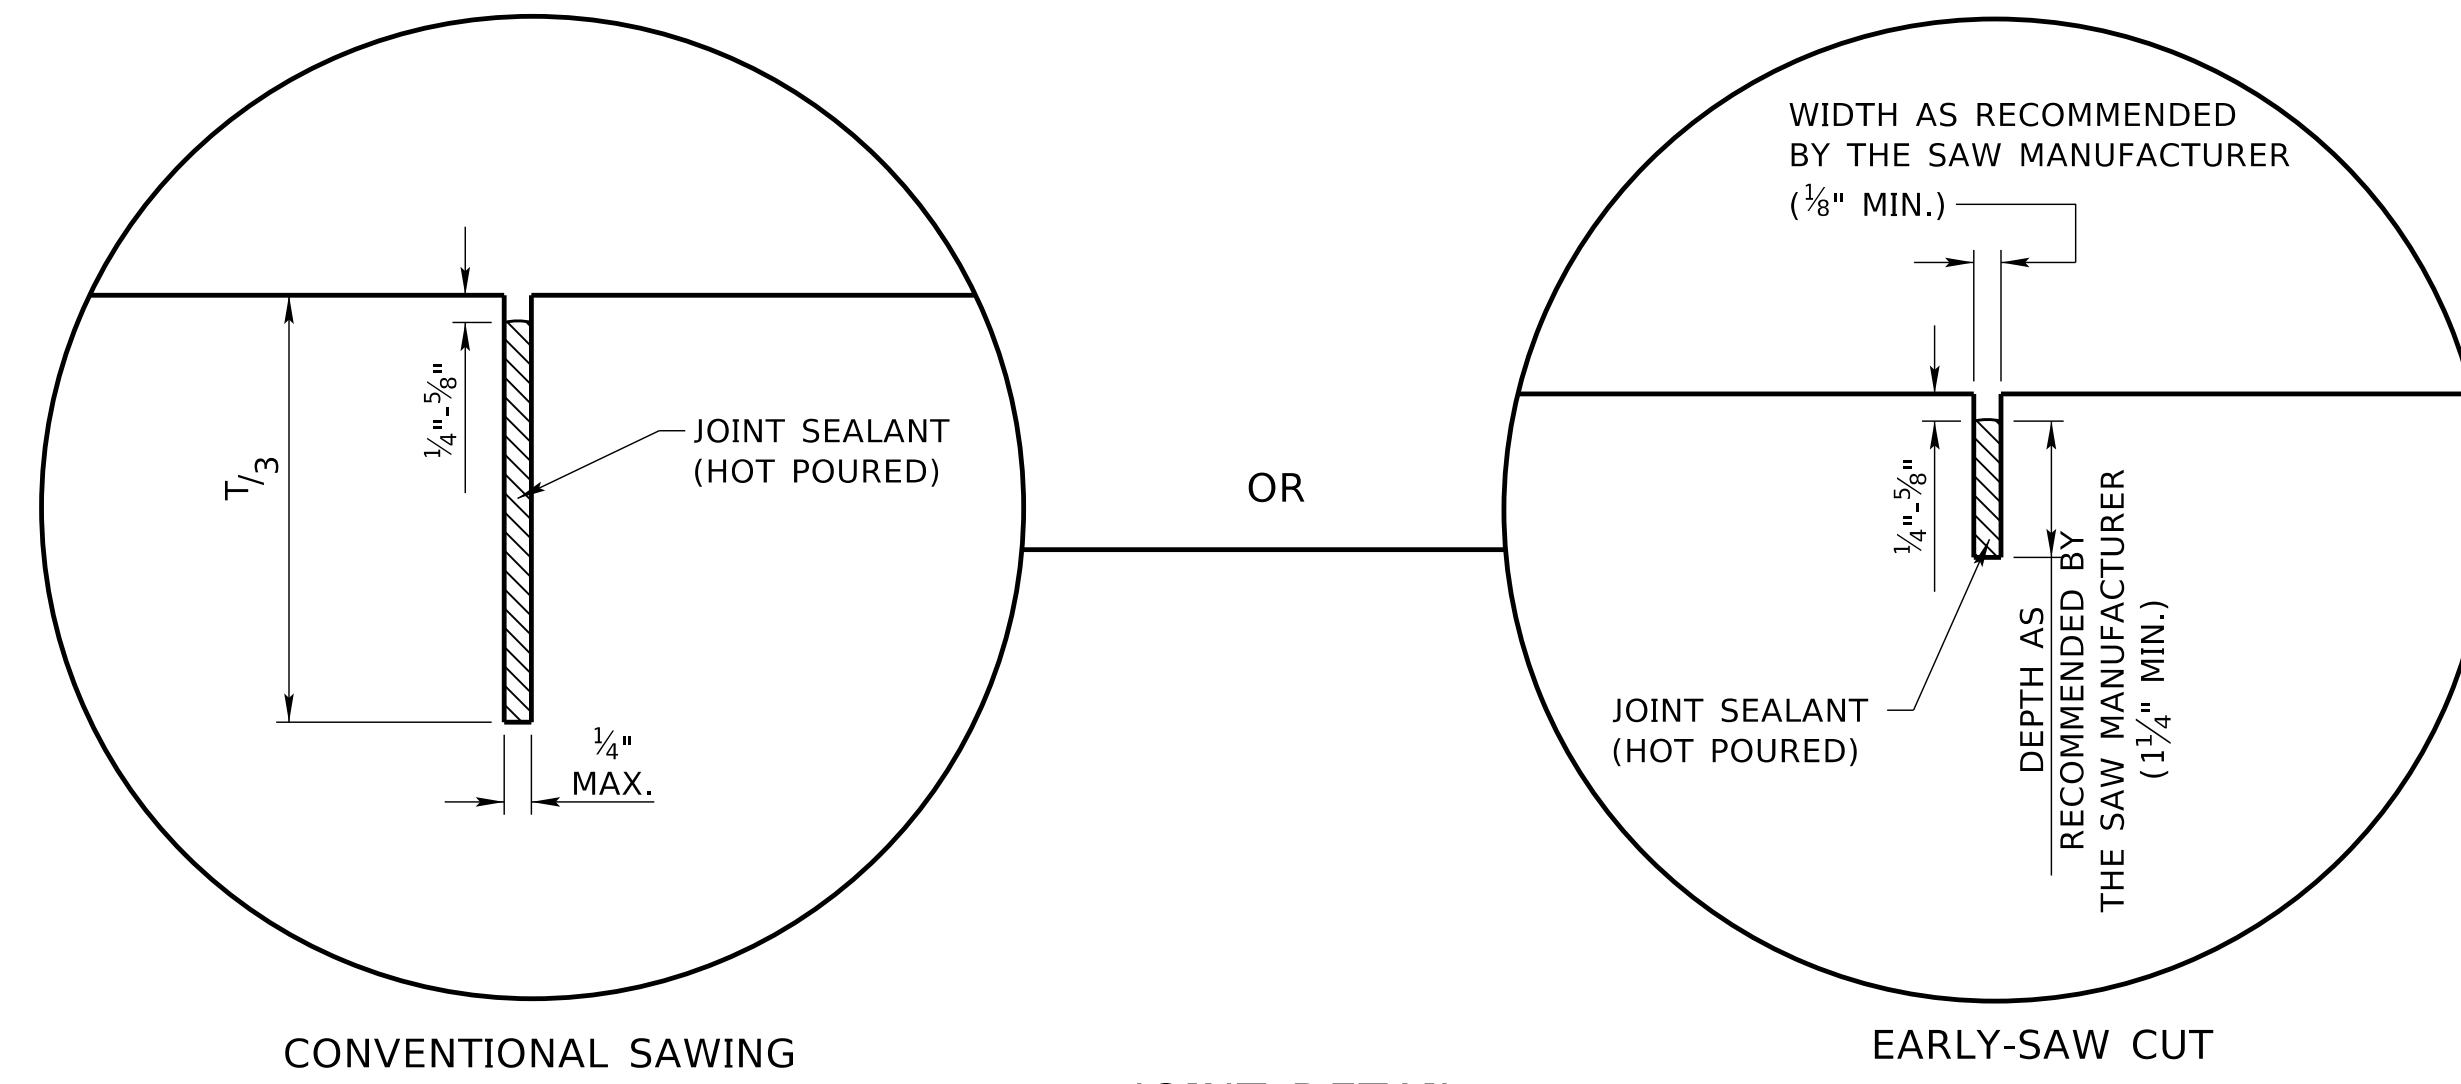 T/3
¼"-⅝"
JOINT SEALANT
(HOT POURED)
¼"
MAX.
CONVENTIONAL SAWING
OR
WIDTH AS RECOMMENDED
BY THE SAW MANUFACTURER
(⅛" MIN.)
¼"-⅝"
JOINT SEALANT
(HOT POURED)
DEPTH AS
RECOMMENDED BY
THE SAW MANUFACTURER
(1¼" MIN.)
EARLY-SAW CUT